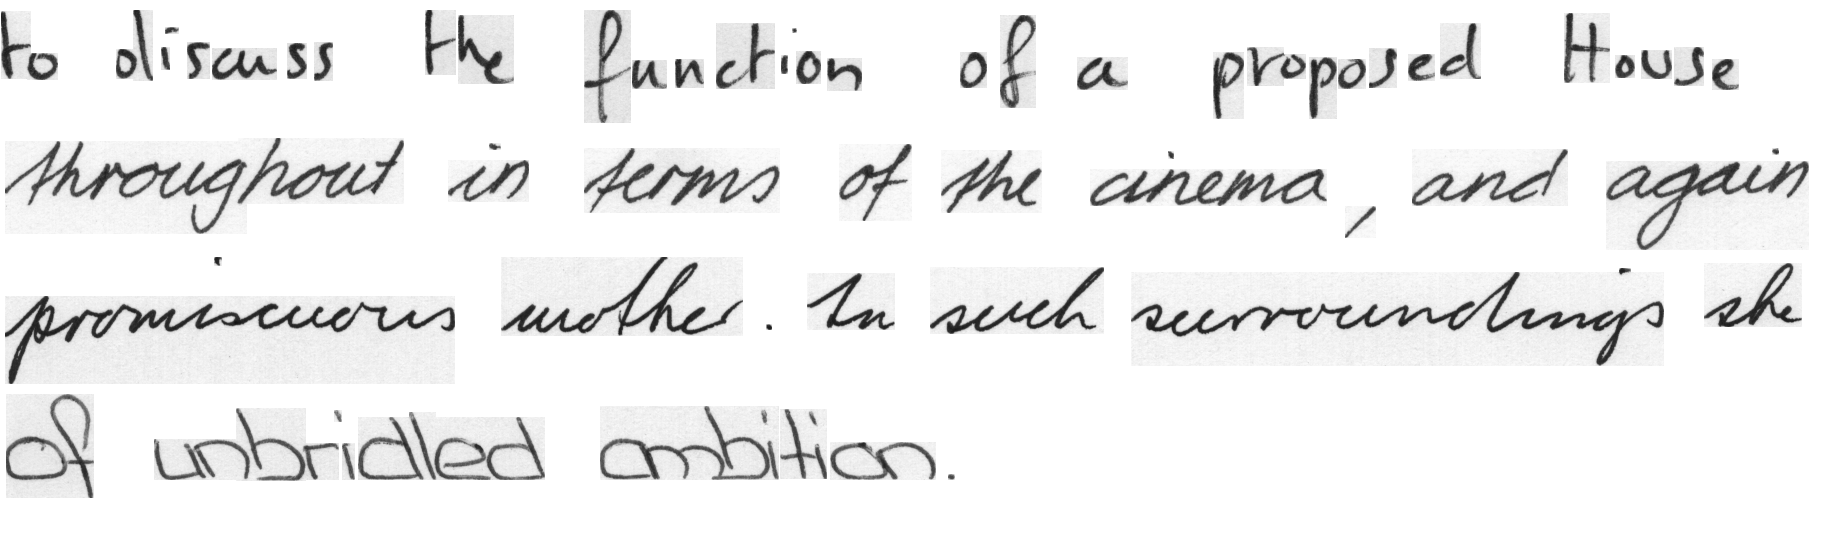 to discuss the function of a proposed House
throughout in terms of the cinema, and again
promiscuous mother. In such surroundings she
of unbridled ambition.